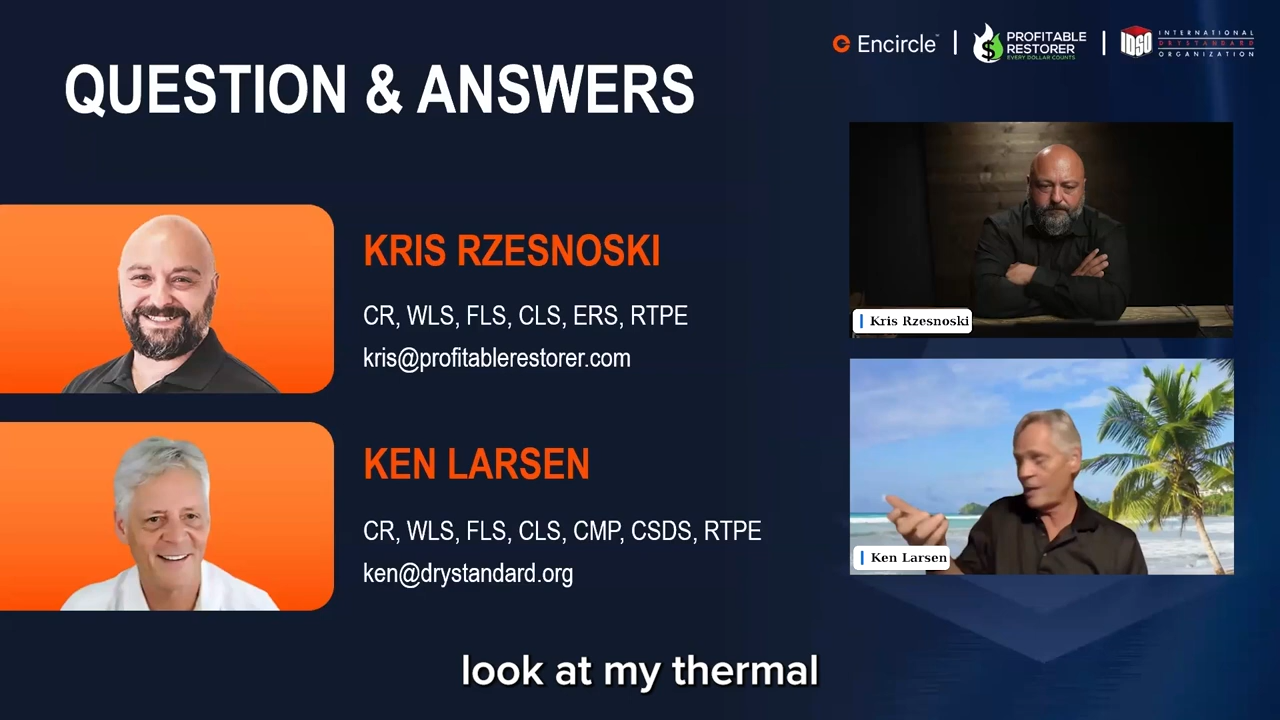 Encircle
PROFITABLE
RESTORER
EVERY DOLLAR COUNTS
IDSO
INTERNATIONAL
DRYSTANDARD
ORGANIZATION
QUESTION & ANSWERS
KRIS RZESNOSKI
CR, WLS, FLS, CLS, ERS, RTPE
kris@profitablerestorer.com
Kris Rzesnoski
KEN LARSEN
CR, WLS, FLS, CLS, CMP, CSDS, RTPE
ken@drystandard.org
Ken Larsen
look at my thermal